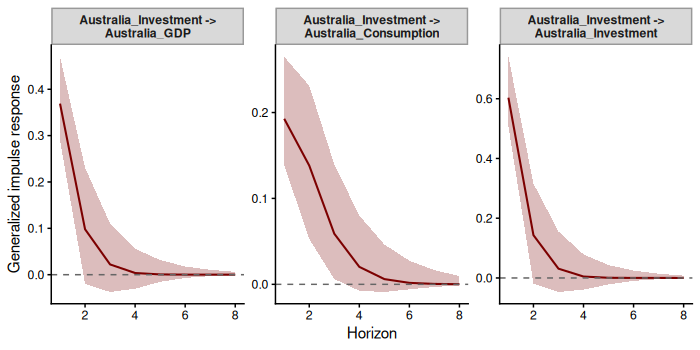 Australia_Investment ->
Australia_GDP
Australia_Investment ->
Australia_Consumption
Australia_Investment ->
Australia_Investment
Generalized impulse response
0.4
0.3
0.2
0.1
0.0
0.2
0.1
0.0
0.6
0.4
0.2
0.0
2 4 6 8
2 4 6 8
2 4 6 8
Horizon